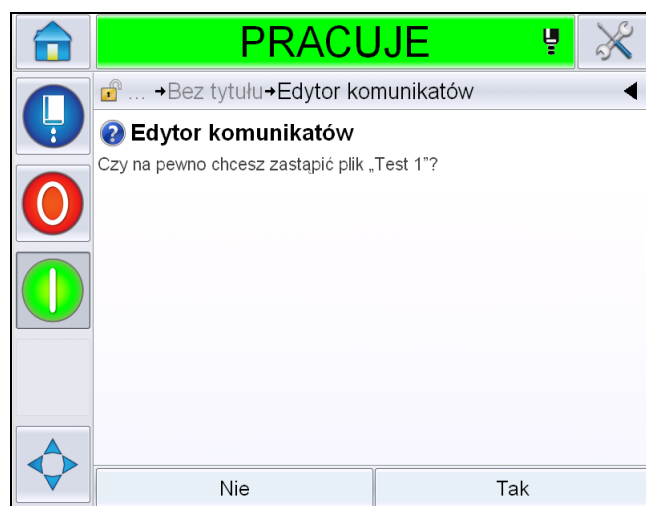 PRACUJE
... →Bez tytułu→Edytor komunikatów
Edytor komunikatów
Czy na pewno chcesz zastąpić plik „Test 1”?
Nie
Tak